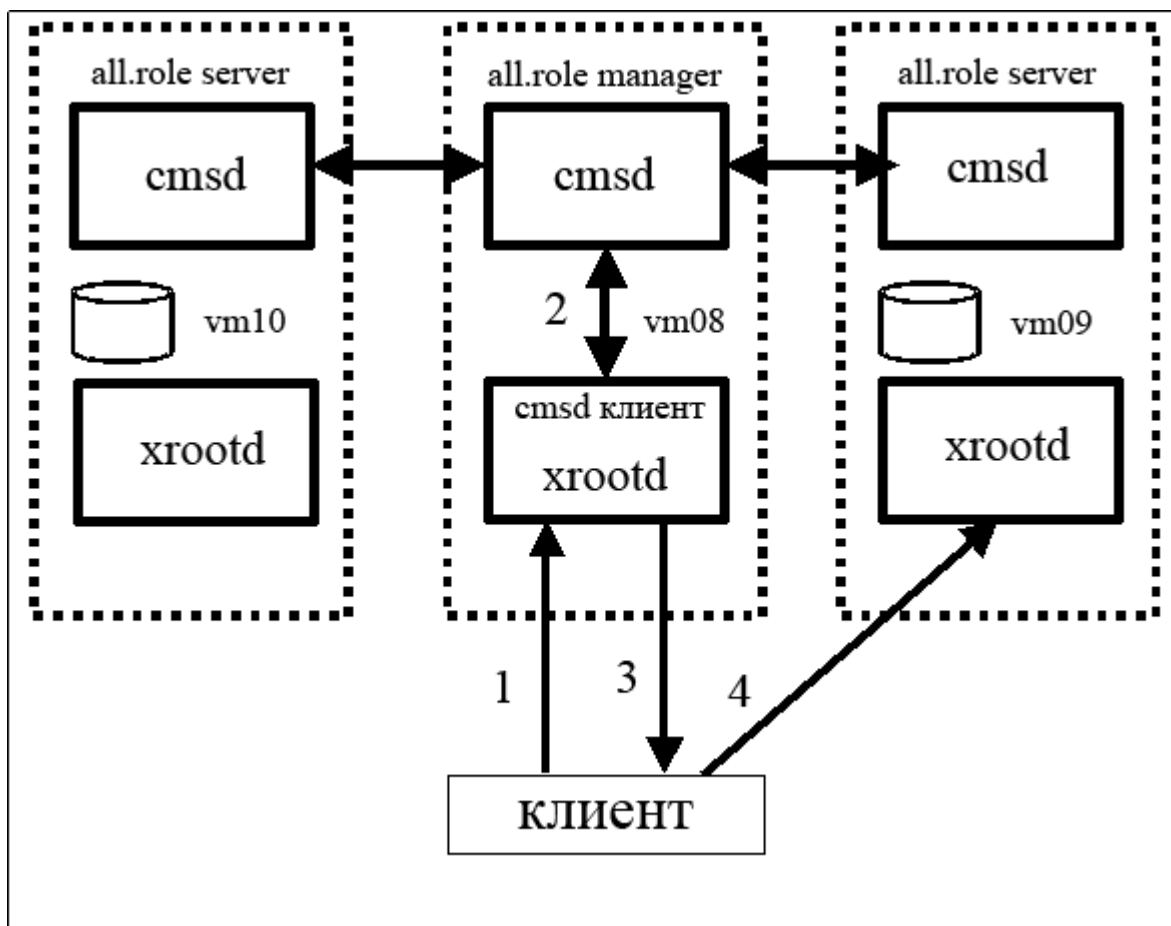 all.role server
all.role manager
all.role server
cmsd
cmsd
cmsd
vm10
2
vm08
vm09
xrootd
cmsd клиент
xrootd
xrootd
1
3
4
клиент